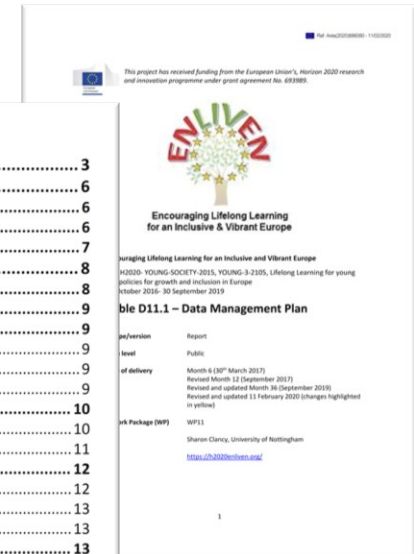 Ref. Ares(2020)886080 - 11/02/2020
This project has received funding from the European Union's, Horizon 2020 research
and innovation programme under grant agreement No. 693989.
ENLIVEN
Encouraging Lifelong Learning
for an Inclusive & Vibrant Europe
ouraging Lifelong Learning for an Inclusive and Vibrant Europe
H2020- YOUNG-SOCIETY-2015, YOUNG-3-2105, Lifelong Learning for young
policies for growth and inclusion in Europe
ctober 2016- 30 September 2019
ble D11.1 – Data Management Plan
pe/version Report
level Public
of delivery Month 6 (30th March 2017)
Revised Month 12 (September 2017)
Revised and updated Month 36 (September 2019)
Revised and updated 11 February 2020 (changes highlighted
in yellow)
ork Package (WP) WP11
Sharon Clancy, University of Nottingham
https://h2020enliven.org/
1
3
6
6
6
7
8
8
9
9
9
9
9
10
10
11
12
12
13
13
13